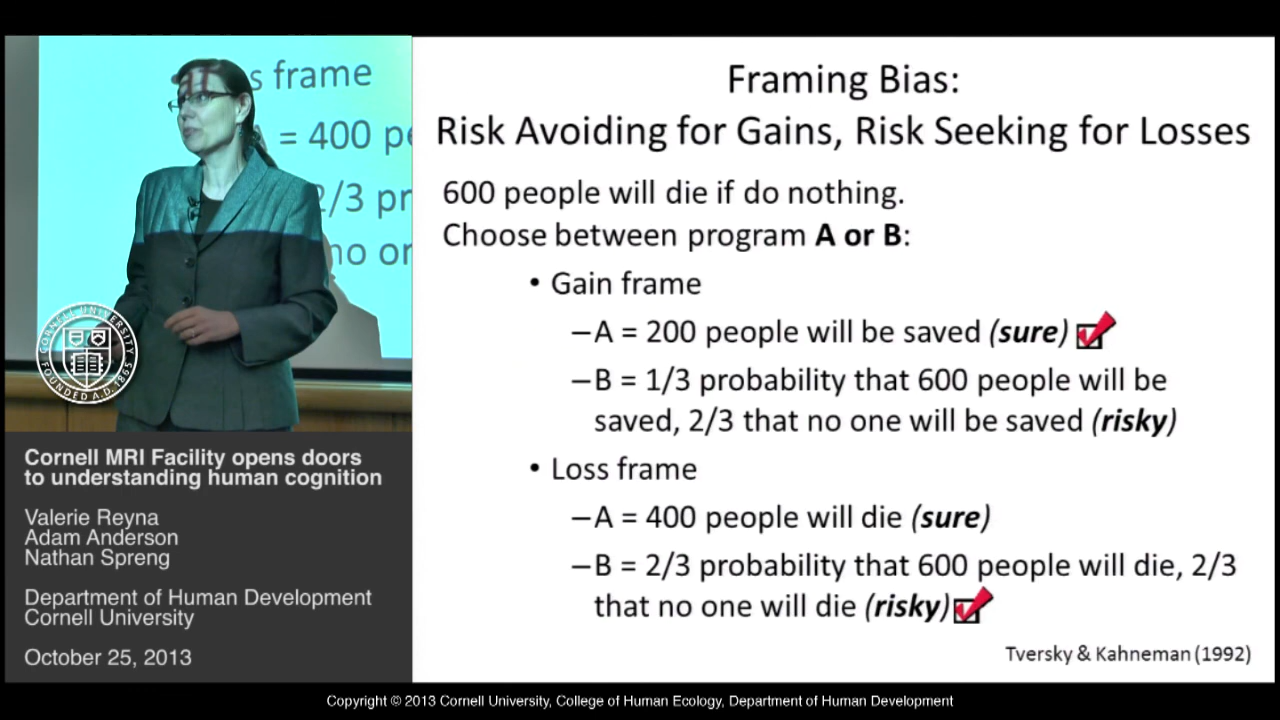 s frame
= 400 pe
2/3 pr
no or
CORNELL UNIVERSITY
FOUNDED A.D. 1865
Cornell MRI Facility opens doors
to understanding human cognition
Valerie Reyna
Adam Anderson
Nathan Spreng
Department of Human Development
Cornell University
October 25, 2013
Framing Bias:
Risk Avoiding for Gains, Risk Seeking for Losses
600 people will die if do nothing.
Choose between program A or B:
• Gain frame
–A = 200 people will be saved (sure)
–B = 1/3 probability that 600 people will be
saved, 2/3 that no one will be saved (risky)
• Loss frame
–A = 400 people will die (sure)
–B = 2/3 probability that 600 people will die, 2/3
that no one will die (risky)
Tversky & Kahneman (1992)
Copyright © 2013 Cornell University, College of Human Ecology, Department of Human Development